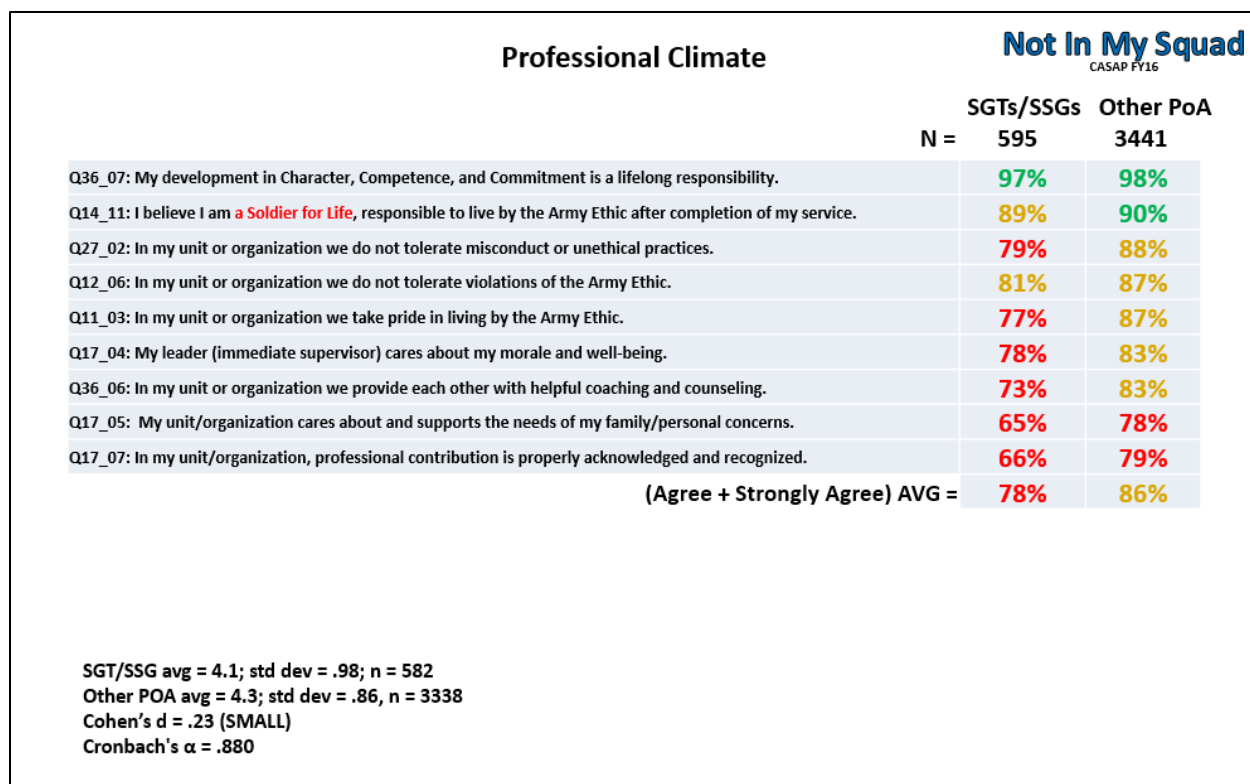 Professional Climate
Not In My Squad
CASAP FY16
SGTs/SSGs Other PoA
N = 595 3441
Q36_07: My development in Character, Competence, and Commitment is a lifelong responsibility. 97% 98%
Q14_11: I believe I am a Soldier for Life, responsible to live by the Army Ethic after completion of my service. 89% 90%
Q27_02: In my unit or organization we do not tolerate misconduct or unethical practices. 79% 88%
Q12_06: In my unit or organization we do not tolerate violations of the Army Ethic. 81% 87%
Q11_03: In my unit or organization we take pride in living by the Army Ethic. 77% 87%
Q17_04: My leader (immediate supervisor) cares about my morale and well-being. 78% 83%
Q36_06: In my unit or organization we provide each other with helpful coaching and counseling. 73% 83%
Q17_05: My unit/organization cares about and supports the needs of my family/personal concerns. 65% 78%
Q17_07: In my unit/organization, professional contribution is properly acknowledged and recognized. 66% 79%
(Agree + Strongly Agree) AVG = 78% 86%
SGT/SSG avg = 4.1; std dev = .98; n = 582
Other POA avg = 4.3; std dev = .86, n = 3338
Cohen's d = .23 (SMALL)
Cronbach's α = .880